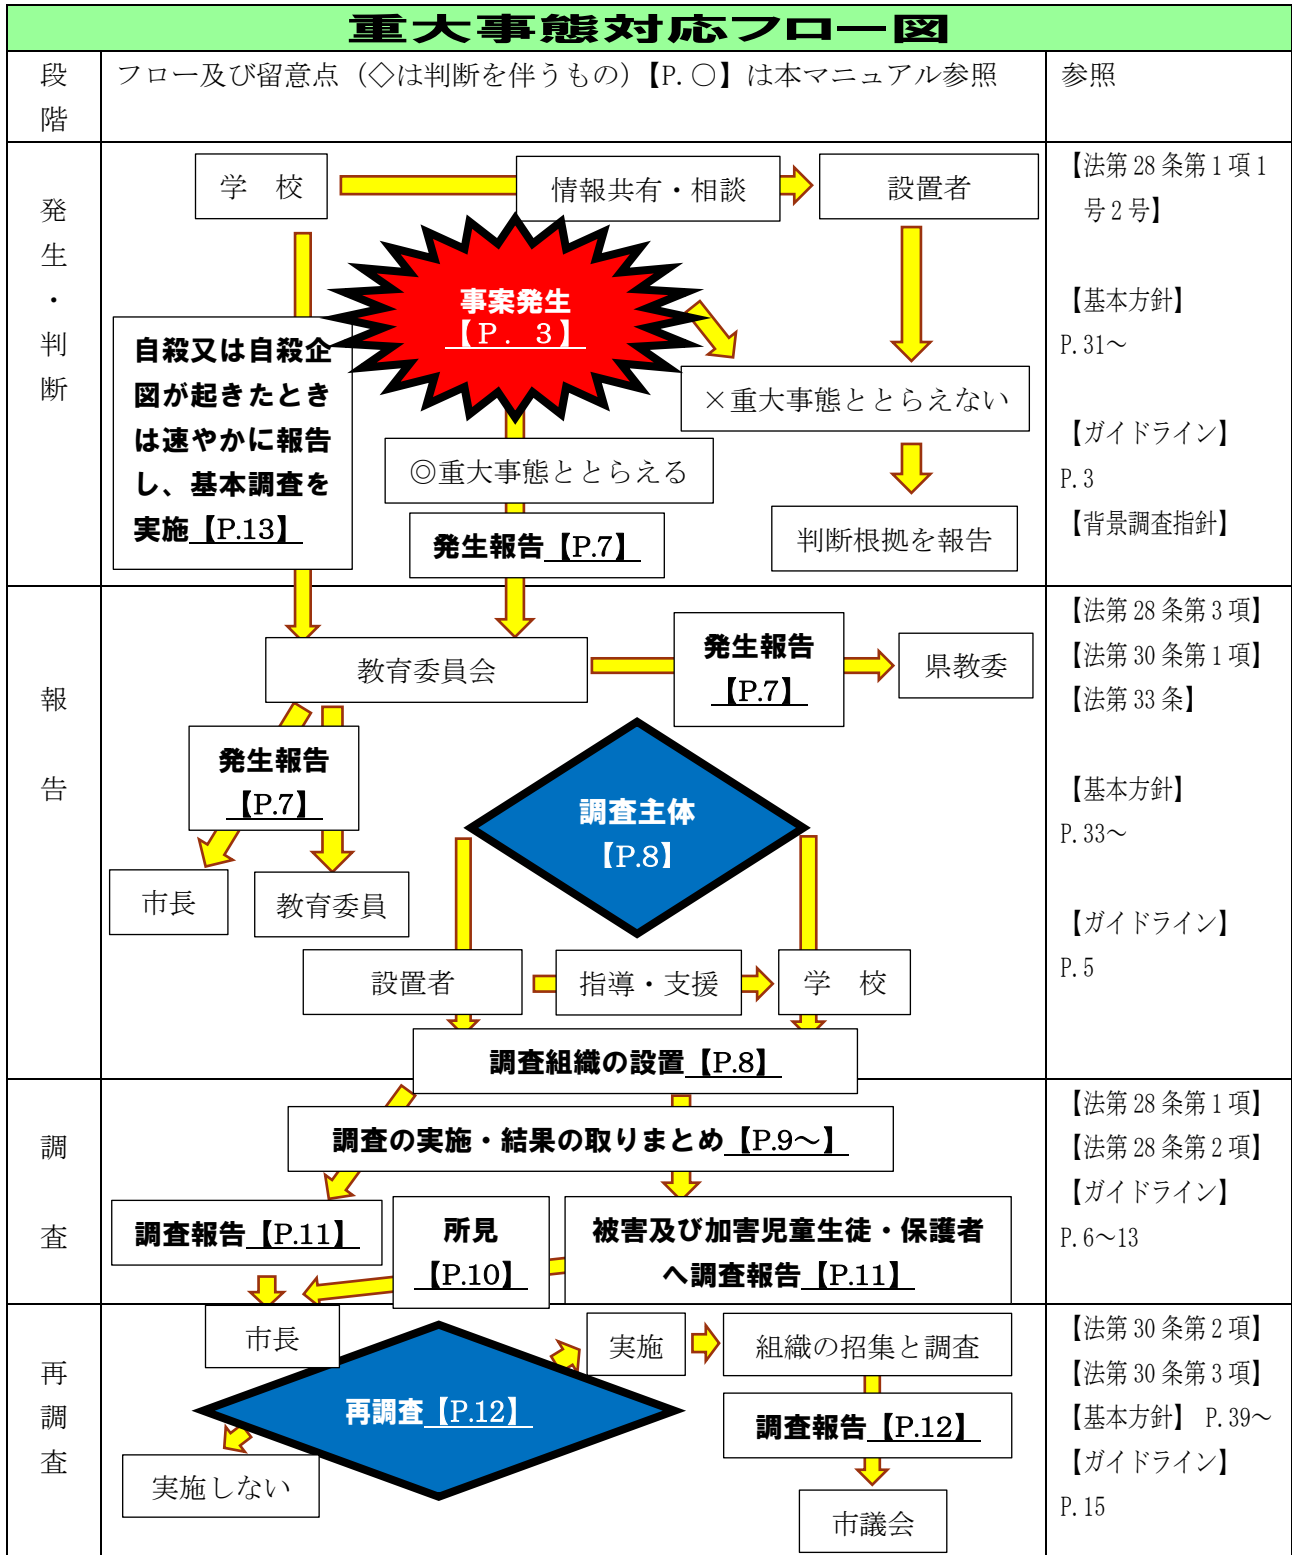 重大事態対応フロー図
段
階
フロー及び留意点（◇は判断を伴うもの）【P.○】は本マニュアル参照
参照
発
生
・
判
断
学　校
情報共有・相談
設置者
事案発生
【P．3】
自殺又は自殺企
図が起きたとき
は速やかに報告
し、基本調査を
実施【P.13】
×重大事態ととらえない
◎重大事態ととらえる
発生報告【P.7】
判断根拠を報告
【法第28条第1項1
号2号】
【基本方針】
P.31～
【ガイドライン】
P.3
【背景調査指針】
報
告
教育委員会
発生報告
【P.7】
県教委
発生報告
【P.7】
調査主体
【P.8】
市長
教育委員
設置者
指導・支援
学　校
調査組織の設置【P.8】
【法第28条第3項】
【法第30条第1項】
【法第33条】
【基本方針】
P.33～
【ガイドライン】
P.5
調
査
調査の実施・結果の取りまとめ【P.9～】
調査報告【P.11】
所見
【P.10】
被害及び加害児童生徒・保護者
へ調査報告【P.11】
【法第28条第1項】
【法第28条第2項】
【ガイドライン】
P.6～13
再
調
査
市長
実施
組織の招集と調査
再調査【P.12】
調査報告【P.12】
実施しない
市議会
【法第30条第2項】
【法第30条第3項】
【基本方針】 P.39～
【ガイドライン】
P.15